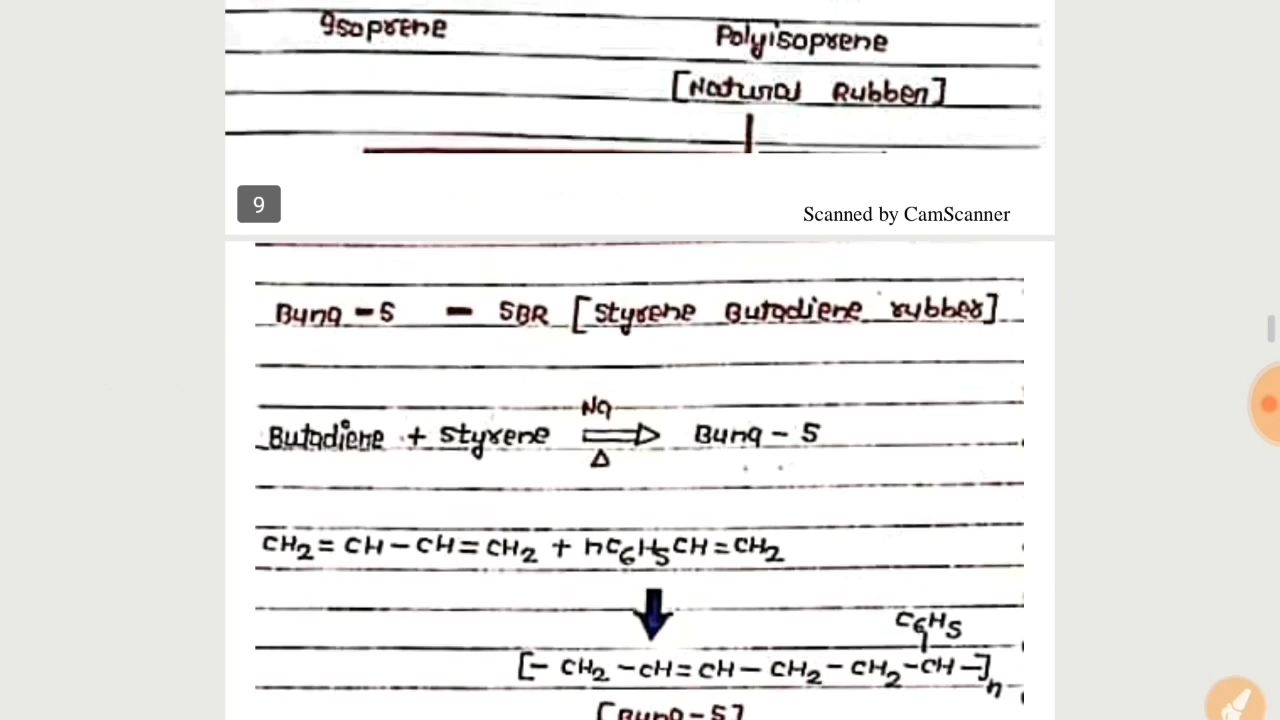 Isoprene Polyisoprene
[Natural Rubber]
9
Scanned by CamScanner
Buna - S - SBR [Styrene Butadiene rubber]
Na
Butadiene + Styrene ⇒ Buna - S
Δ
CH₂ = CH - CH = CH₂ + nC₆H₅CH = CH₂
C₆H₅
[- CH₂ - CH = CH - CH₂ - CH₂ - CH -]n
[Buna - S]